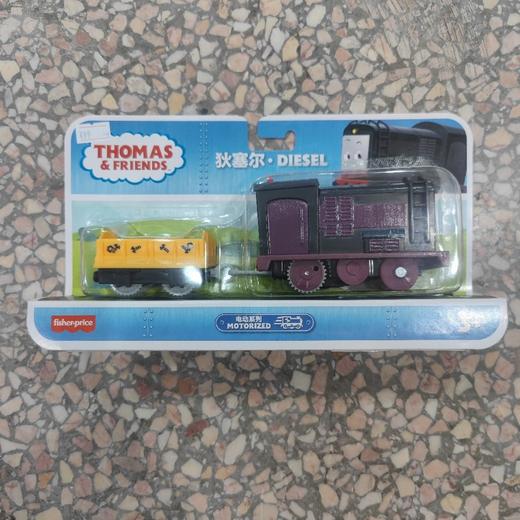 THOMAS
& FRIENDS
狄塞尔·DIESEL
fisher-price
电动系列
MOTORIZED